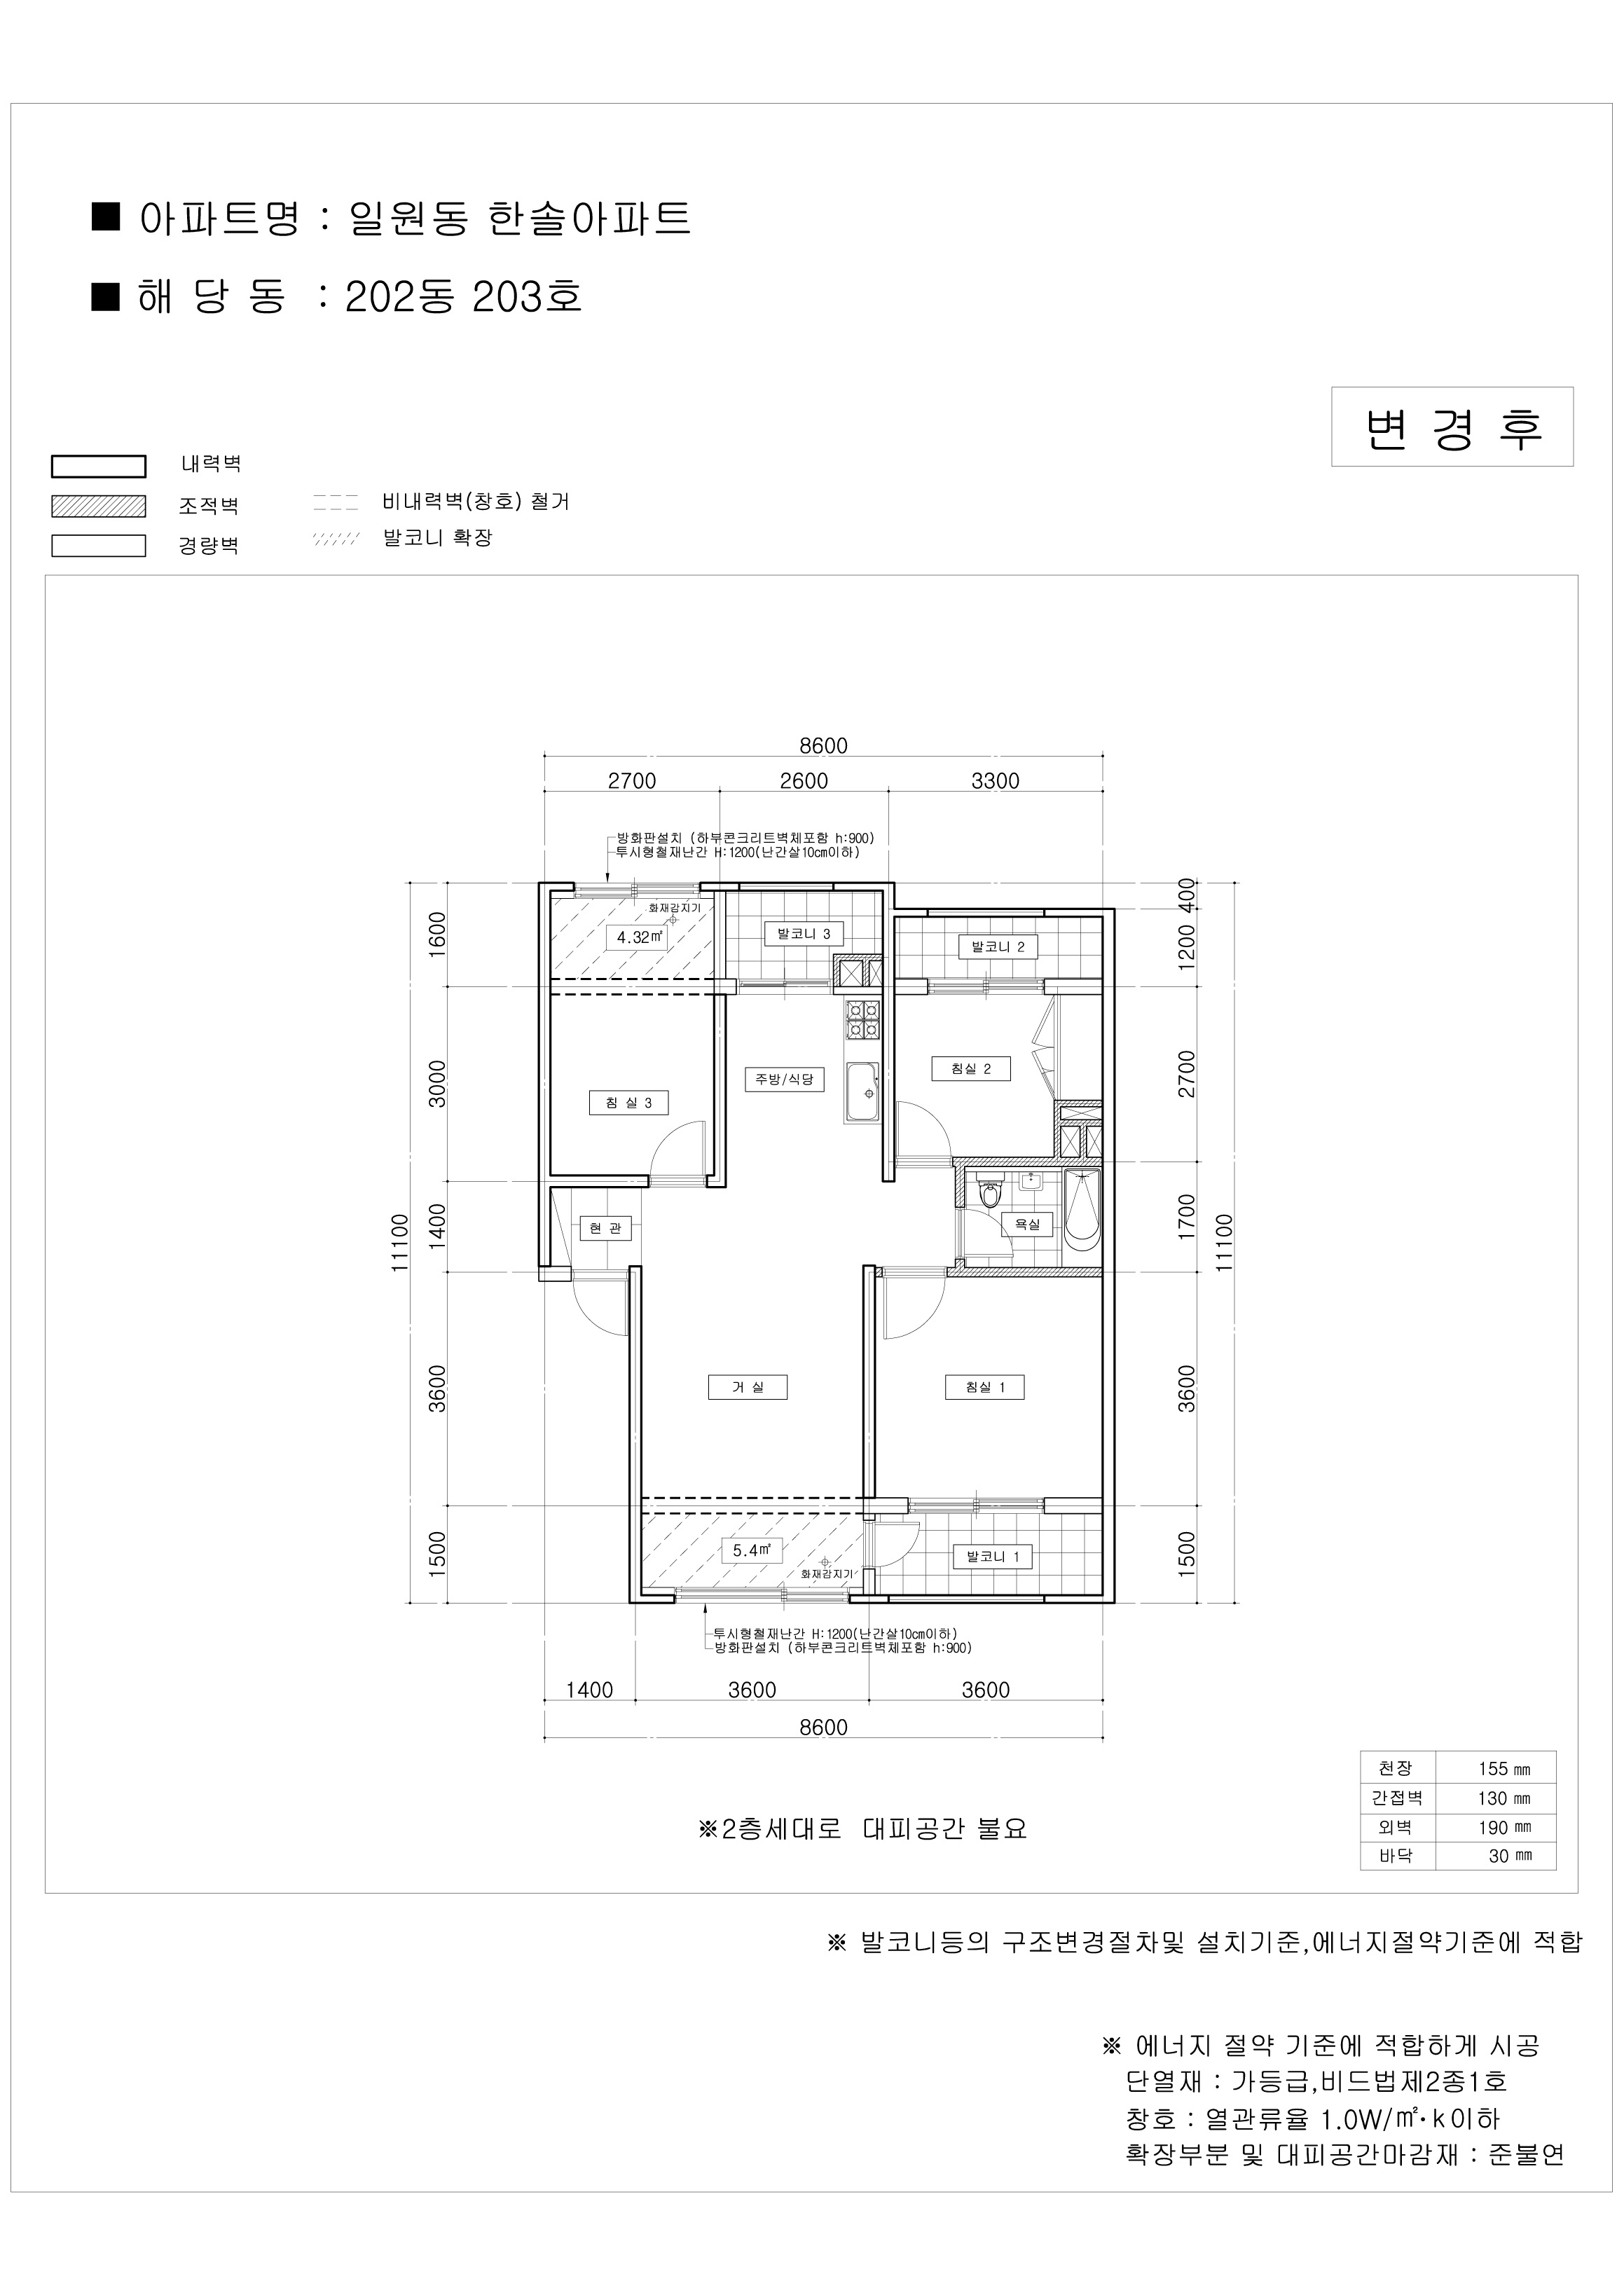 ■ 아파트명 : 일원동 한솔아파트
■ 해 당 동 : 202동 203호
변 경 후
내력벽
조적벽
비내력벽(창호) 철거
경량벽
발코니 확장
8600
2700
2600
3300
방화판설치 (하부콘크리트벽체포함 h:900)
투시형철재난간 H:1200(난간살10cm이하)
400
1600
화재감지기
4.32㎡
발코니 3
발코니 2
1200
3000
침 실 3
주방/식당
침실 2
2700
11100
1400
현 관
욕실
1700
11100
3600
거 실
침실 1
3600
1500
5.4㎡
화재감지기
발코니 1
1500
투시형철재난간 H:1200(난간살10cm이하)
방화판설치 (하부콘크리트벽체포함 h:900)
1400
3600
3600
8600
천장 155 ㎜
간접벽 130 ㎜
외벽 190 ㎜
바닥 30 ㎜
※2층세대로 대피공간 불요
※ 발코니등의 구조변경절차및 설치기준,에너지절약기준에 적합
※ 에너지 절약 기준에 적합하게 시공
단열재 : 가등급,비드법제2종1호
창호 : 열관류율 1.0W/㎡·k이하
확장부분 및 대피공간마감재 : 준불연